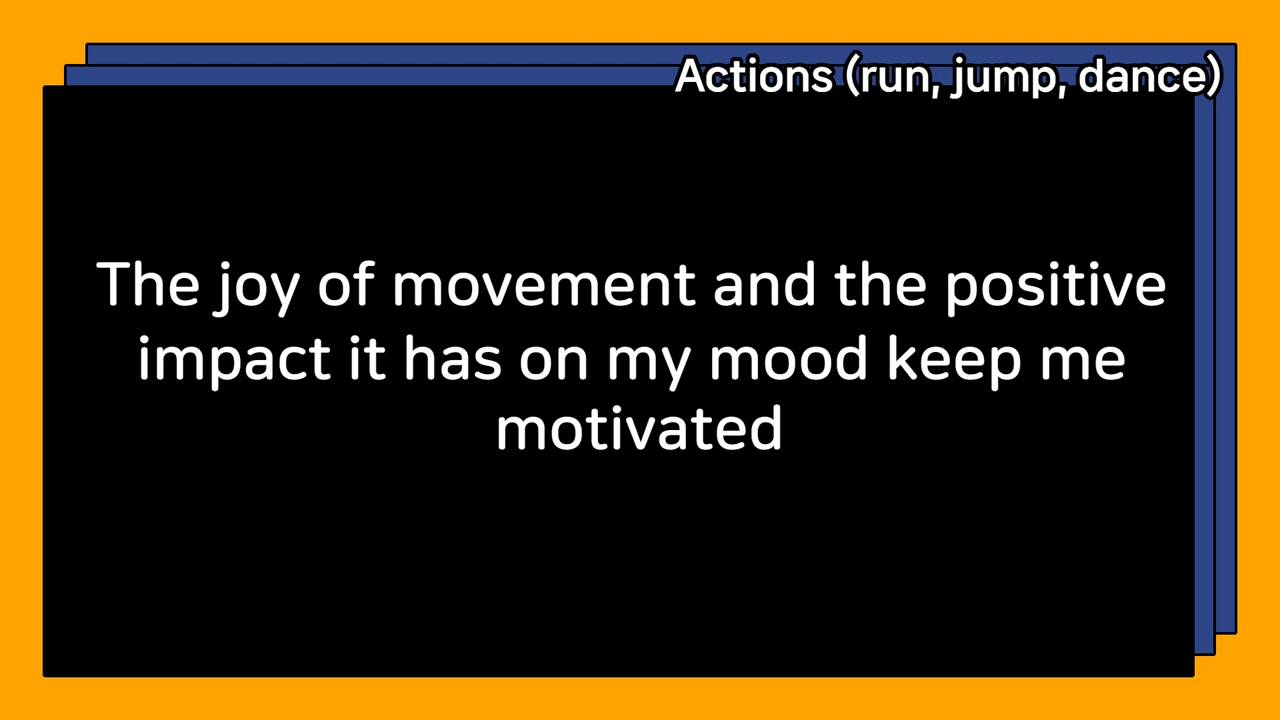 Actions (run, jump, dance)
The joy of movement and the positive
impact it has on my mood keep me
motivated